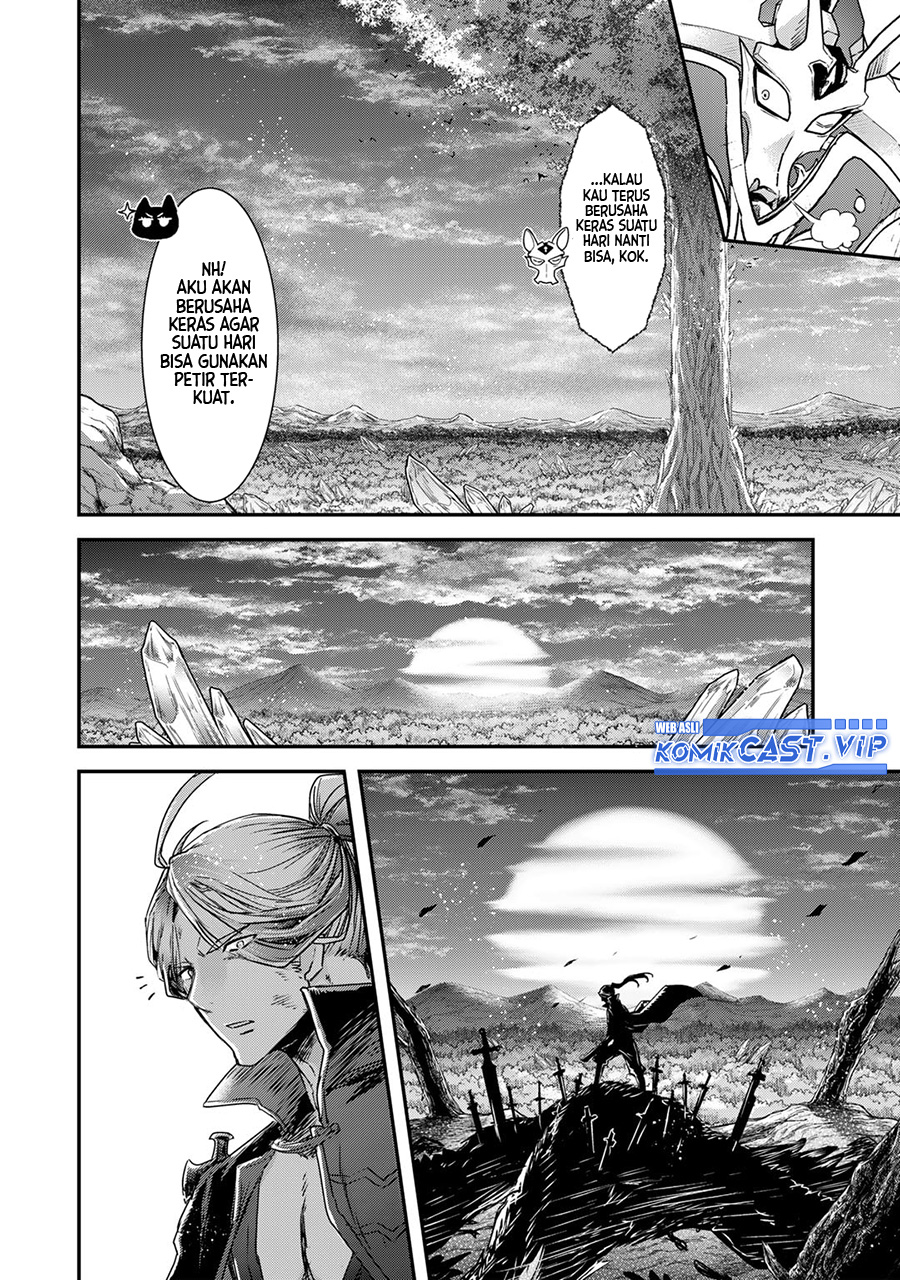 ...KALAU
KAU TERUS
BERUSAHA
KERAS SUATU
HARI NANTI
BISA, KOK.
NH!
AKU AKAN
BERUSAHA
KERAS AGAR
SUATU HARI
BISA GUNAKAN
PETIR TER-
KUAT.
WEB ASLI
KOMIKCAST.VIP